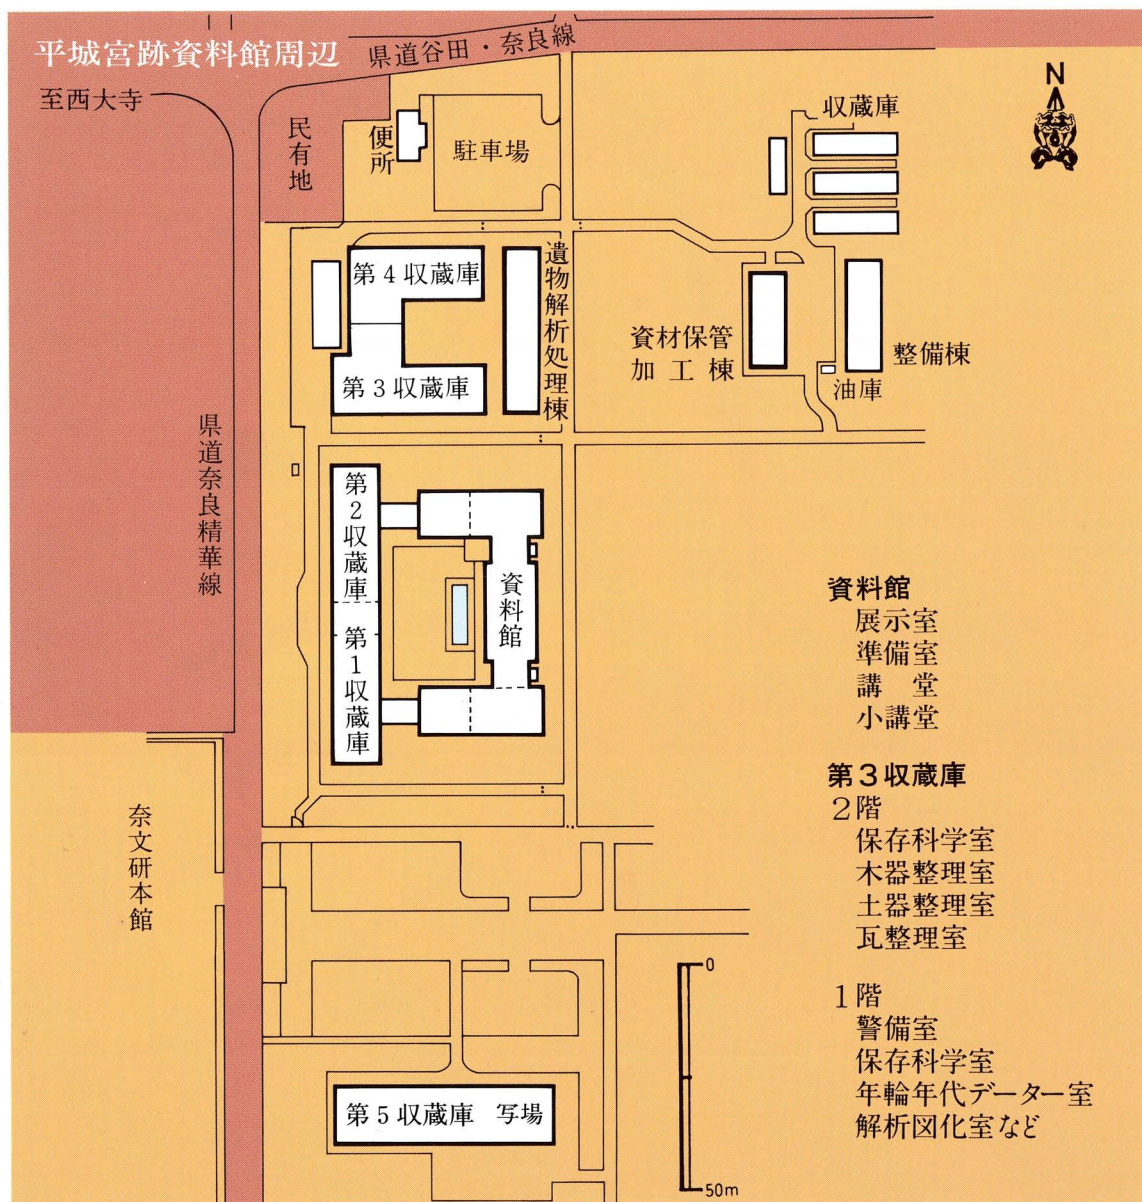 平城宮跡資料館周辺
県道谷田・奈良線
至西大寺
民有地
便所
駐車場
収蔵庫
N
第4収蔵庫
遺物解析処理棟
資材保管
加工棟
整備棟
油庫
第3収蔵庫
県道奈良精華線
第2収蔵庫
資料館
第1収蔵庫
資料館
展示室
準備室
講　堂
小講堂
第3収蔵庫
2階
保存科学室
木器整理室
土器整理室
瓦整理室
1階
警備室
保存科学室
年輪年代データー室
解析図化室など
奈文研本館
0
50m
第5収蔵庫　写場